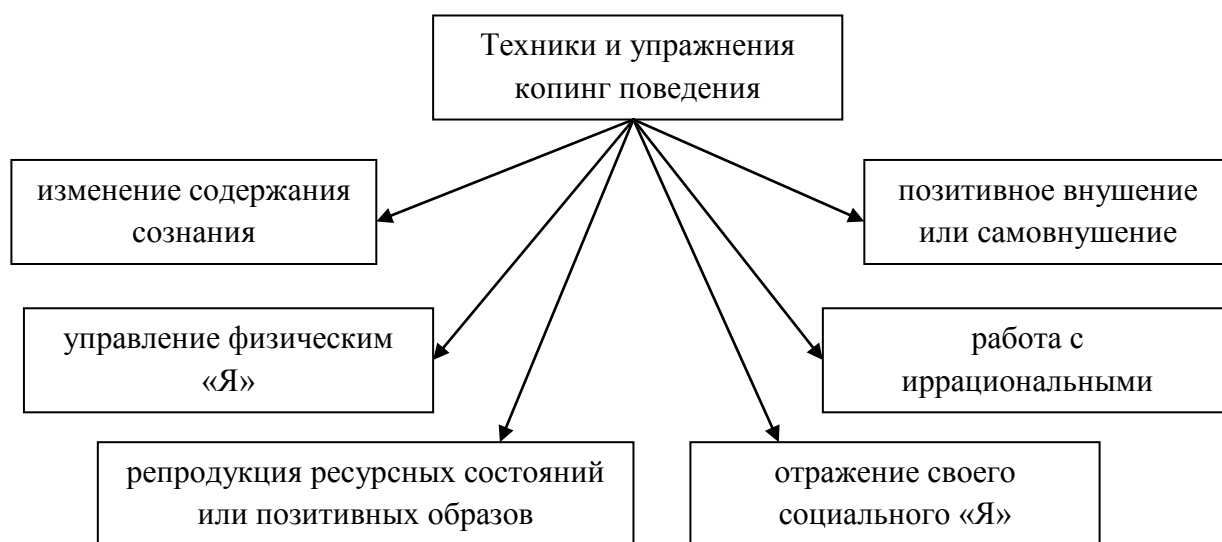 Техники и упражнения
копинг поведения
изменение содержания
сознания
позитивное внушение
или самовнушение
управление физическим
«Я»
работа с
иррациональными
репродукция ресурсных состояний
или позитивных образов
отражение своего
социального «Я»